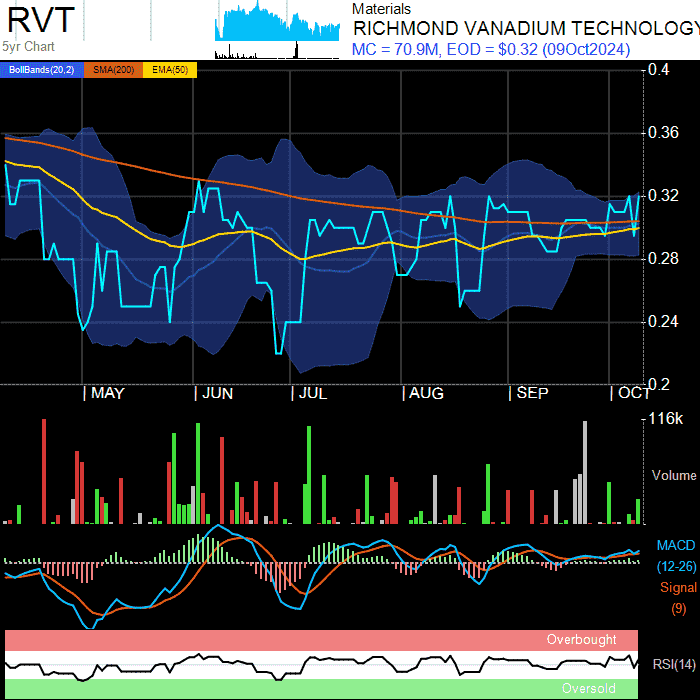 RVT
5yr Chart
Materials
RICHMOND VANADIUM TECHNOLOGY
MC = 70.9M, EOD = $0.32 (09Oct2024)
BollBands(20,2) SMA(200) EMA(50)
0.4
0.36
0.32
0.28
0.24
0.2
MAY JUN JUL AUG SEP OCT
116k
Volume
MACD
(12-26)
Signal
(9)
Overbought
RSI(14)
Oversold